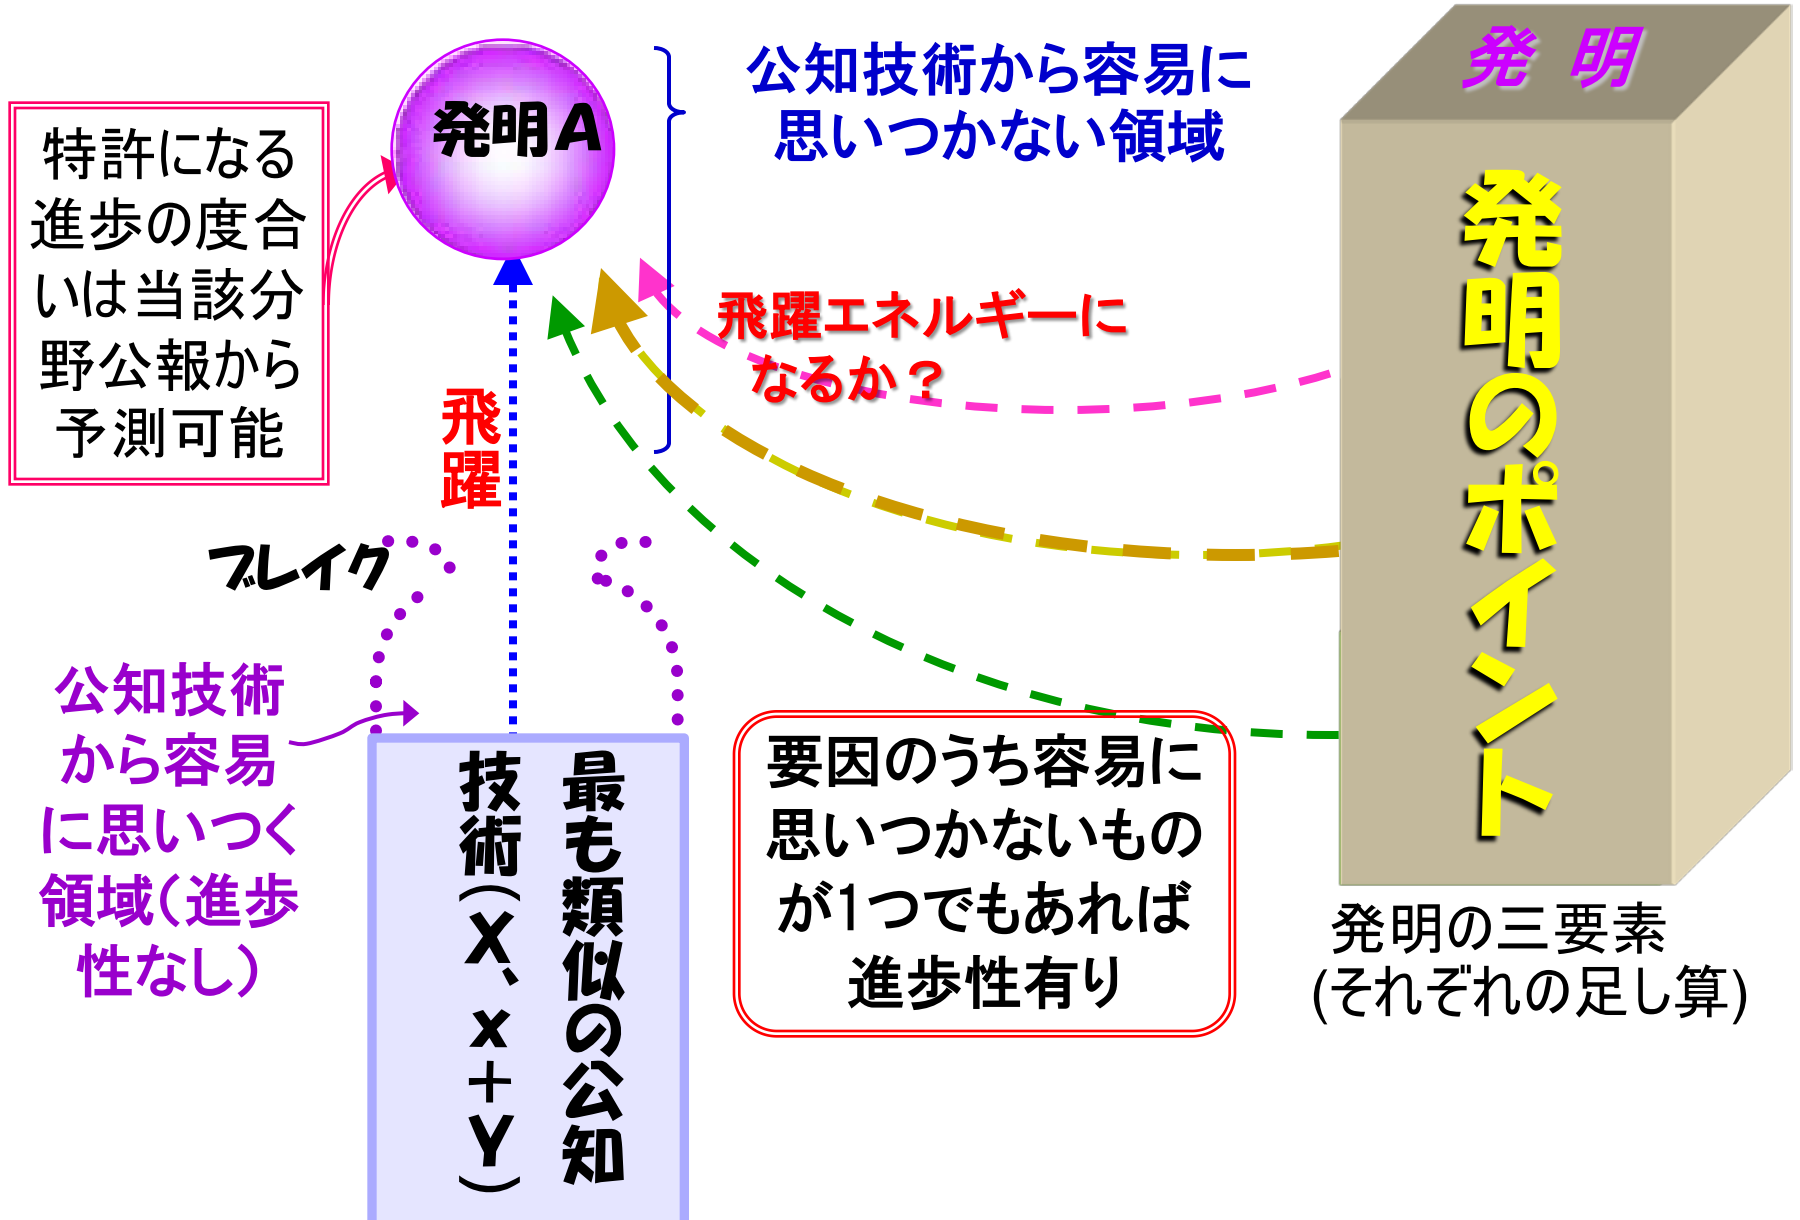 発明A
公知技術から容易に
思いつかない領域
発 明
特許になる
進歩の度合
いは当該分
野公報から
予測可能
発明のポイント
飛躍エネルギーに
なるか？
飛躍
ブレイク
公知技術
から容易
に思いつく
領域(進歩
性なし)
最も類似の公知
技術(X、x＋Y)
要因のうち容易に
思いつかないもの
が1つでもあれば
進歩性有り
発明の三要素
(それぞれの足し算)